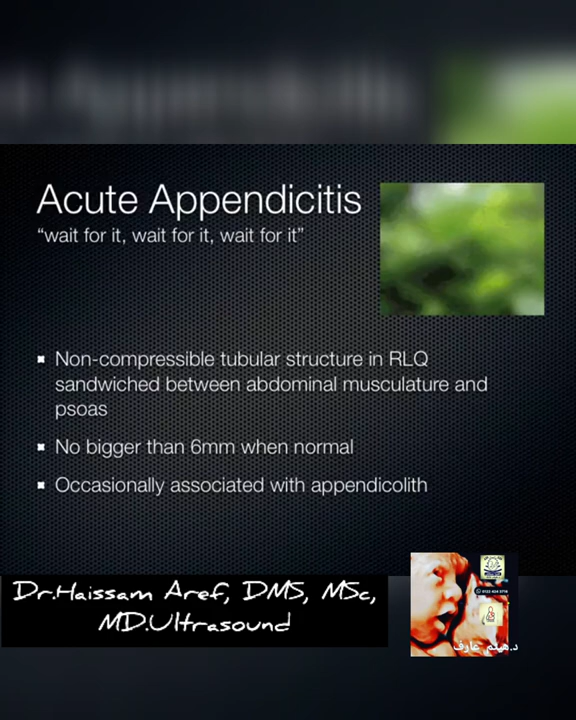 Acute Appendicitis
“wait for it, wait for it, wait for it”
Non-compressible tubular structure in RLQ
sandwiched between abdominal musculature and
psoas
No bigger than 6mm when normal
Occasionally associated with appendicolith
Dr.Haissam Aref, DMS, MSc,
MD.Ultrasound
د.هيثم عارف